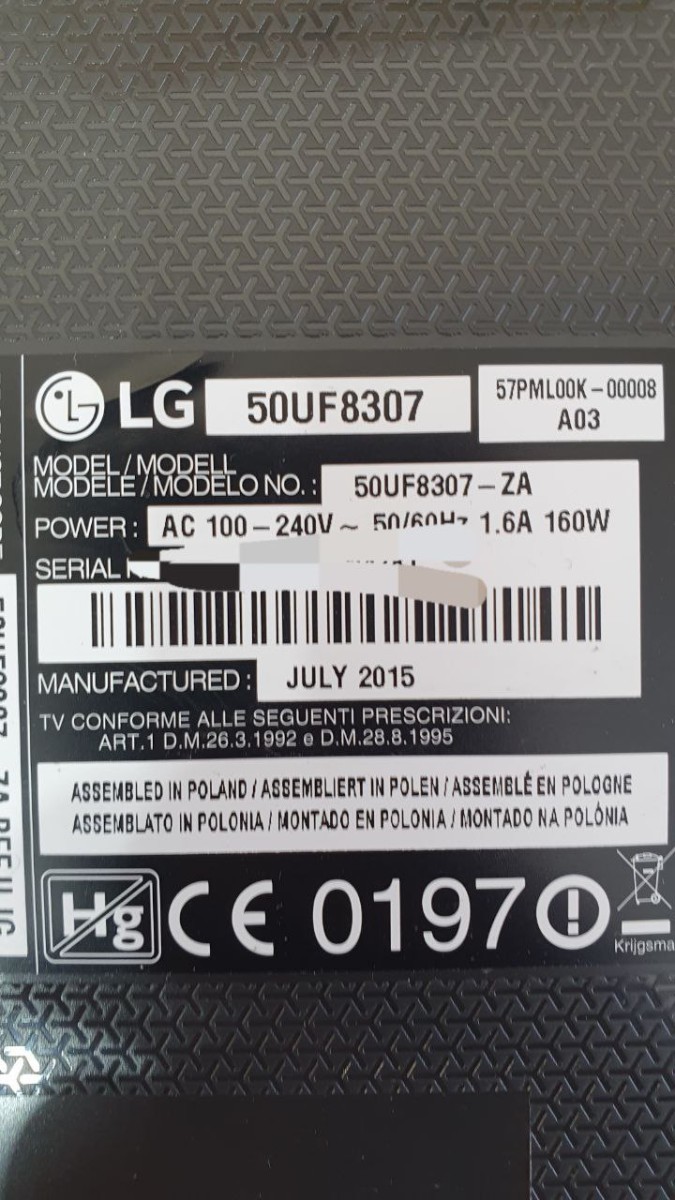 LG 50UF8307
57PML00K-00008
A03
MODEL / MODELL
MODÈLE / MODELO NO. : 50UF8307-ZA
POWER : AC 100-240V ~ 50/60Hz 1.6A 160W
SERIAL
MANUFACTURED : JULY 2015
TV CONFORME ALLE SEGUENTI PRESCRIZIONI:
ART.1 D.M.26.3.1992 e D.M.28.8.1995
ASSEMBLED IN POLAND / ASSEMBLIERT IN POLEN / ASSEMBLÉ EN POLOGNE
ASSEMBLATO IN POLONIA / MONTADO EN POLONIA / MONTADO NA POLÓNIA
Hg CE 0197
Krijgsma